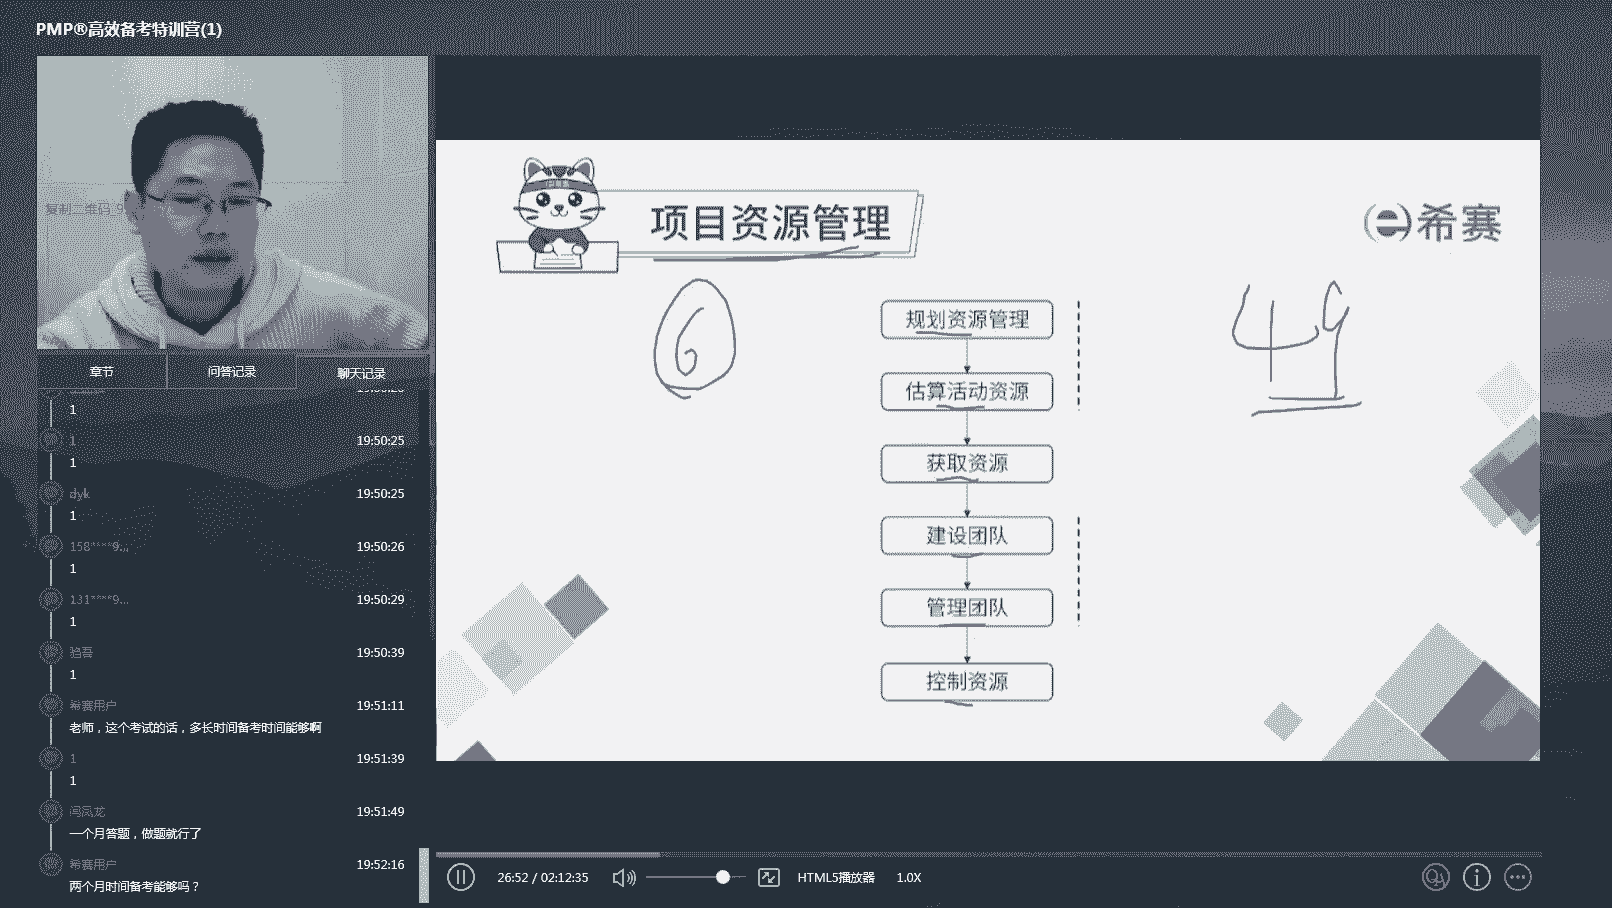 PMP®高效备考特训营(1)
章节
问答记录
聊天记录
1
1
19:50:25
1
dyk
19:50:25
1
158****9...
19:50:26
1
131****9...
19:50:29
1
19:50:39
1
希赛用户
19:51:11
老师，这个考试的话，多长时间备考时间能够啊
1
19:51:39
1
冯凤龙
19:51:49
一个月答题，做题就行了
希赛用户
19:52:16
两个月时间备考能够吗？
项目资源管理
希赛
6
49
规划资源管理
估算活动资源
获取资源
建设团队
管理团队
控制资源
26:52 / 02:12:35
HTML5播放器
1.0X